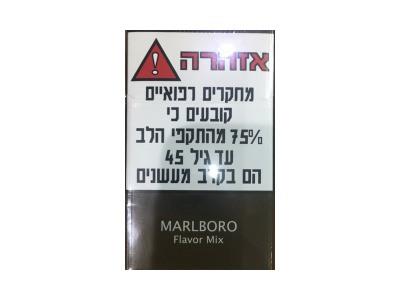 אזהרה
מחקרים רפואיים
קובעים כי
75% מהתקפי הלב
עד גיל 45
הם בקרב מעשנים
MARLBORO
Flavor Mix